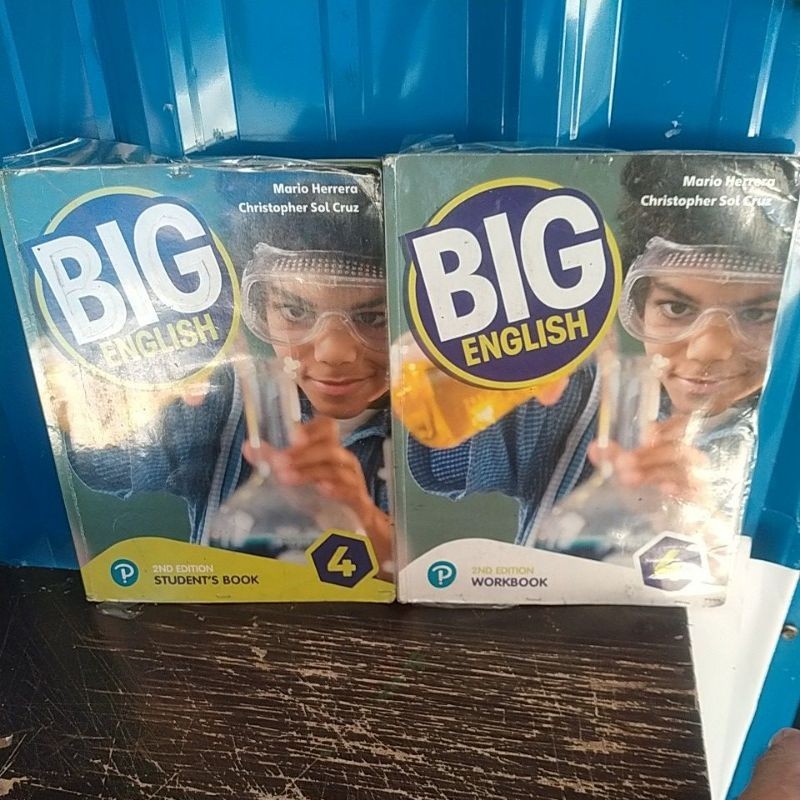 Mario Herrera
Christopher Sol Cruz
BIG
ENGLISH
P
2ND EDITION
STUDENT'S BOOK
4
Mario Herrera
Christopher Sol Cruz
BIG
ENGLISH
P
2ND EDITION
WORKBOOK